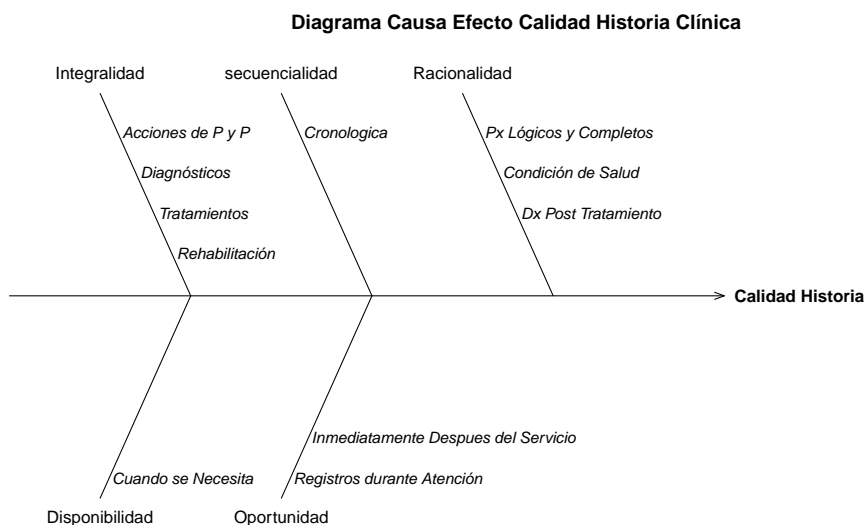 Diagrama Causa Efecto Calidad Historia Clínica
Integralidad
secuencialidad
Racionalidad
Acciones de P y P
Cronologica
Px Lógicos y Completos
Diagnósticos
Condición de Salud
Tratamientos
Dx Post Tratamiento
Rehabilitación
Calidad Historia
Inmediatamente Despues del Servicio
Cuando se Necesita
Registros durante Atención
Disponibilidad
Oportunidad